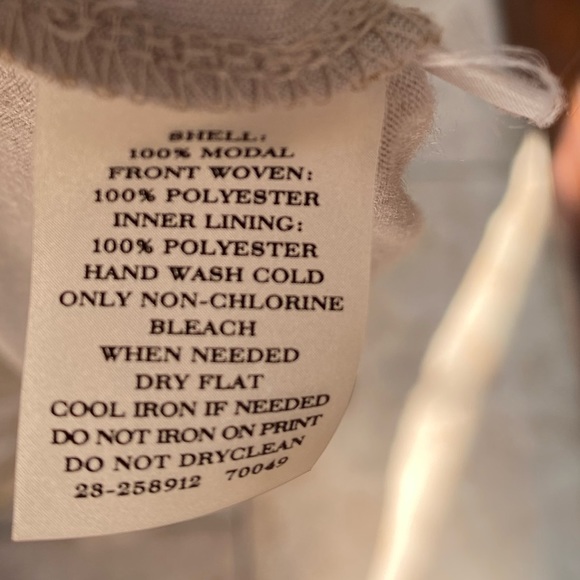 SHELL:
100% MODAL
FRONT WOVEN:
100% POLYESTER
INNER LINING:
100% POLYESTER
HAND WASH COLD
ONLY NON-CHLORINE
BLEACH
WHEN NEEDED
DRY FLAT
COOL IRON IF NEEDED
DO NOT IRON ON PRINT
DO NOT DRYCLEAN
28-258912 70049